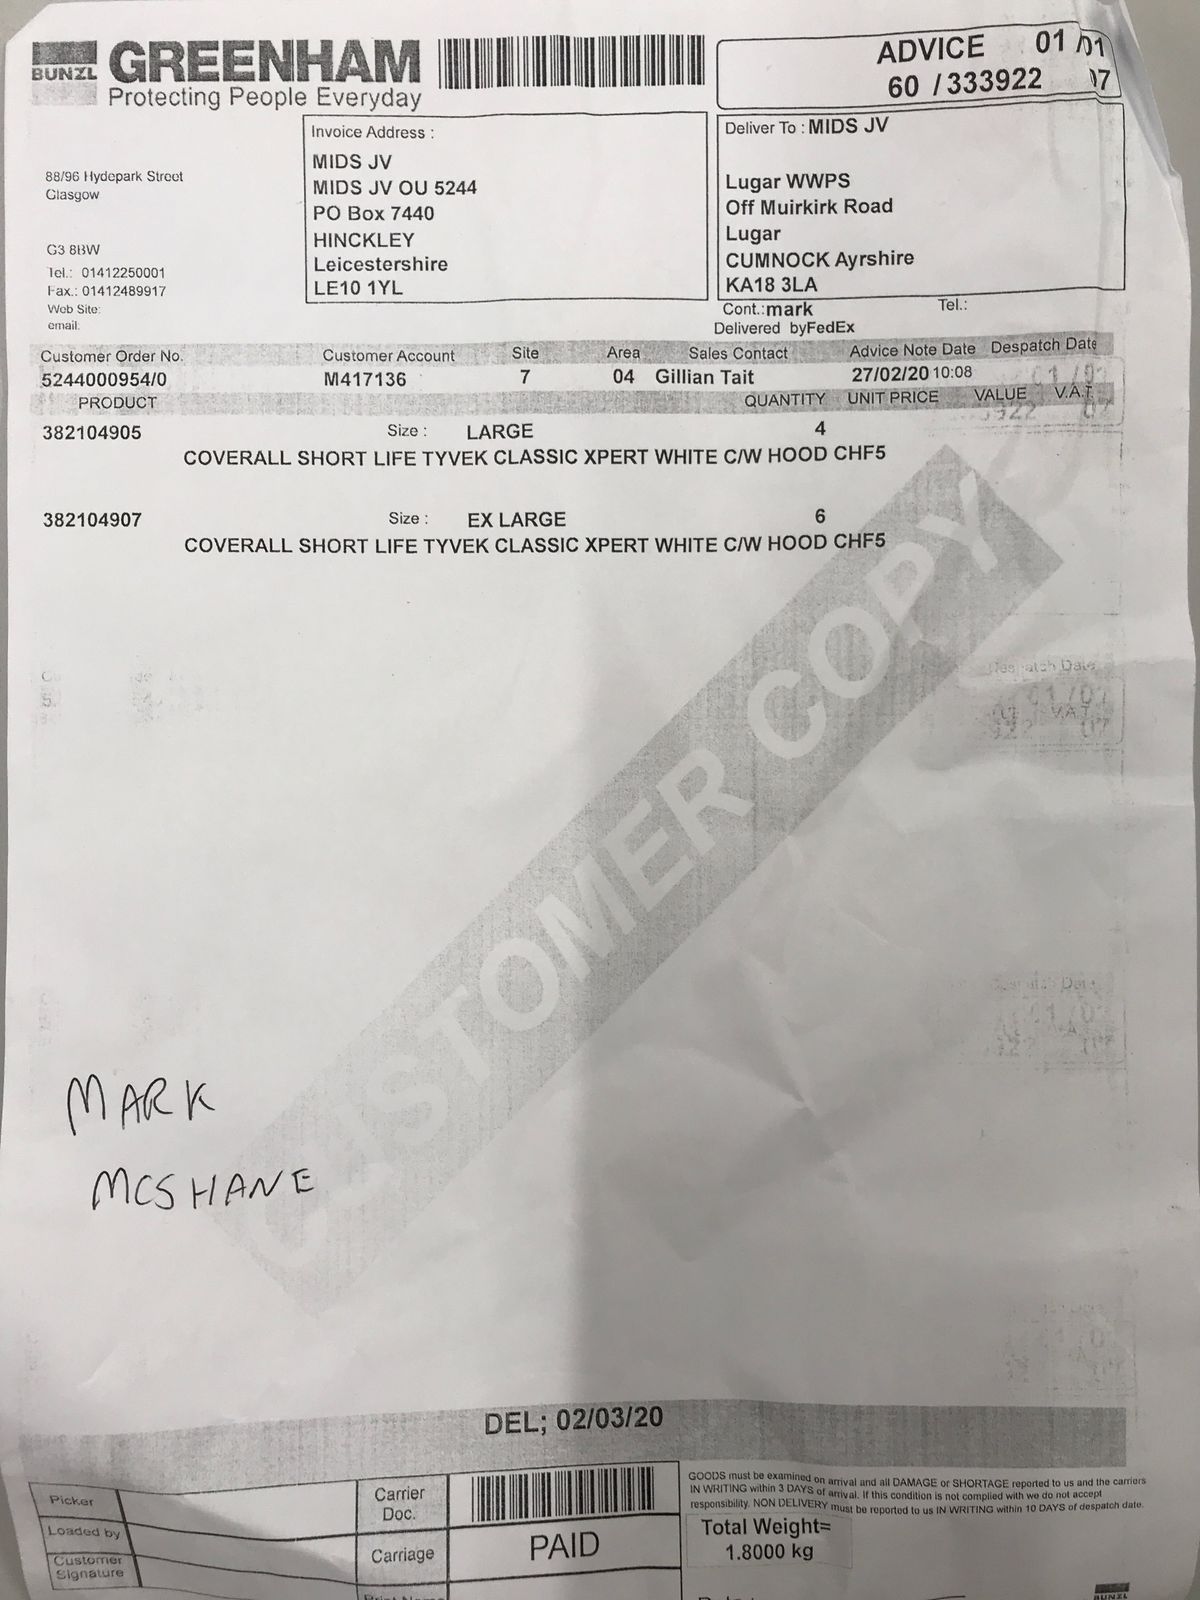 BUNZL GREENHAM
Protecting People Everyday
ADVICE 01 /01
60 / 333922 07
88/96 Hydepark Street
Glasgow
G3 8BW
Tel.: 01412250001
Fax.: 01412489917
Web Site:
email:
Invoice Address :
MIDS JV
MIDS JV OU 5244
PO Box 7440
HINCKLEY
Leicestershire
LE10 1YL
Deliver To : MIDS JV
Lugar WWPS
Off Muirkirk Road
Lugar
CUMNOCK Ayrshire
KA18 3LA
Cont.:mark Tel.:
Delivered byFedEx
Customer Order No. Customer Account Site Area Sales Contact Advice Note Date Despatch Date
5244000954/0 M417136 7 04 Gillian Tait 27/02/20 10:08
PRODUCT QUANTITY UNIT PRICE VALUE V.A.T.
382104905 Size : LARGE 4
COVERALL SHORT LIFE TYVEK CLASSIC XPERT WHITE C/W HOOD CHF5
382104907 Size : EX LARGE 6
COVERALL SHORT LIFE TYVEK CLASSIC XPERT WHITE C/W HOOD CHF5
CUSTOMER COPY
MARK
MCSHANE
DEL; 02/03/20
Picker
Loaded by
Customer
Signature
Carrier
Doc.
Carriage
PAID
GOODS must be examined on arrival and all DAMAGE or SHORTAGE reported to us and the carriers
IN WRITING within 3 DAYS of arrival. If this condition is not complied with we do not accept
responsibility. NON DELIVERY must be reported to us IN WRITING within 10 DAYS of despatch date.
Total Weight=
1.8000 kg
BUNZL